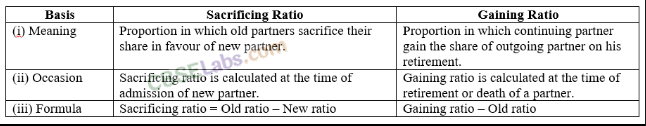 Basis Sacrificing Ratio Gaining Ratio
(i) Meaning Proportion in which old partners sacrifice their Proportion in which continuing partner
share in favour of new partner. gain the share of outgoing partner on his
retirement.
(ii) Occasion Sacrificing ratio is calculated at the time of Gaining ratio is calculated at the time of
admission of new partner. retirement or death of a partner.
(iii) Formula Sacrificing ratio = Old ratio – New ratio Gaining ratio – Old ratio
CBSELabs.com